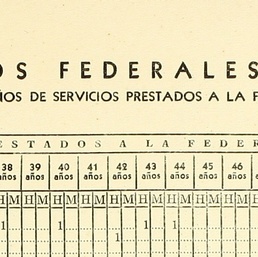 OS FEDERALES
ÑOS DE SERVICIOS PRESTADOS A LA F
ESTADOS A LA FEDER
38 39 40 41 42 43 44 45 46
años años años años años años años años años
H M H M H M H M H M H M H M H M H M H
1 1 1 1
1